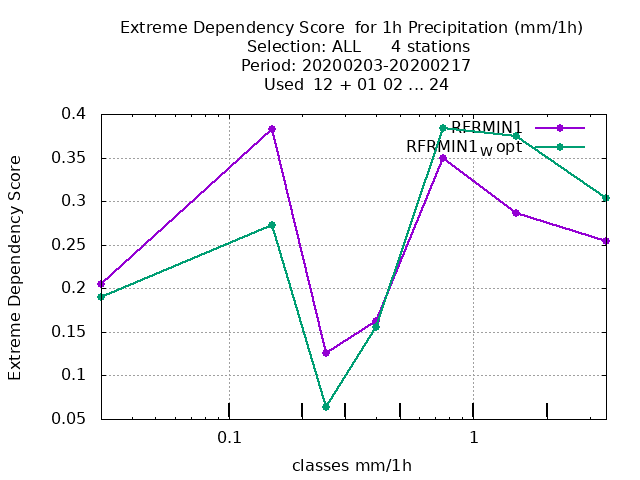 Extreme Dependency Score  for 1h Precipitation (mm/1h)
Selection: ALL      4 stations
Period: 20200203-20200217
Used  12 + 01 02 ... 24
RFRMIN1
RFRMIN1W opt
0.4
0.35
0.3
0.25
0.2
0.15
0.1
0.05
Extreme Dependency Score
0.1
1
classes mm/1h